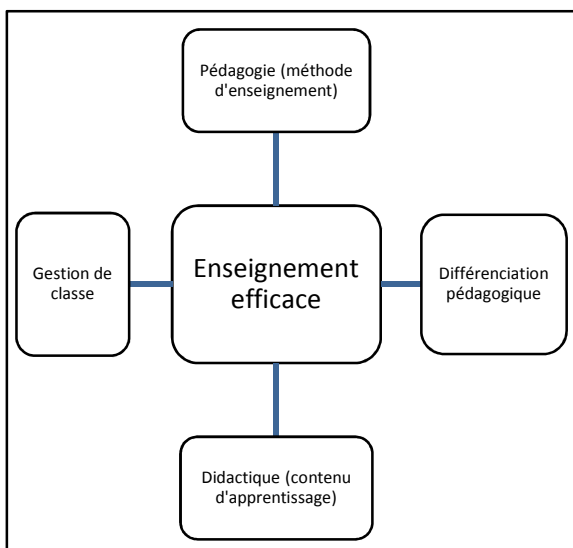 Pédagogie (méthode
d'enseignement)
Gestion de
classe
Enseignement
efficace
Différenciation
pédagogique
Didactique (contenu
d'apprentissage)